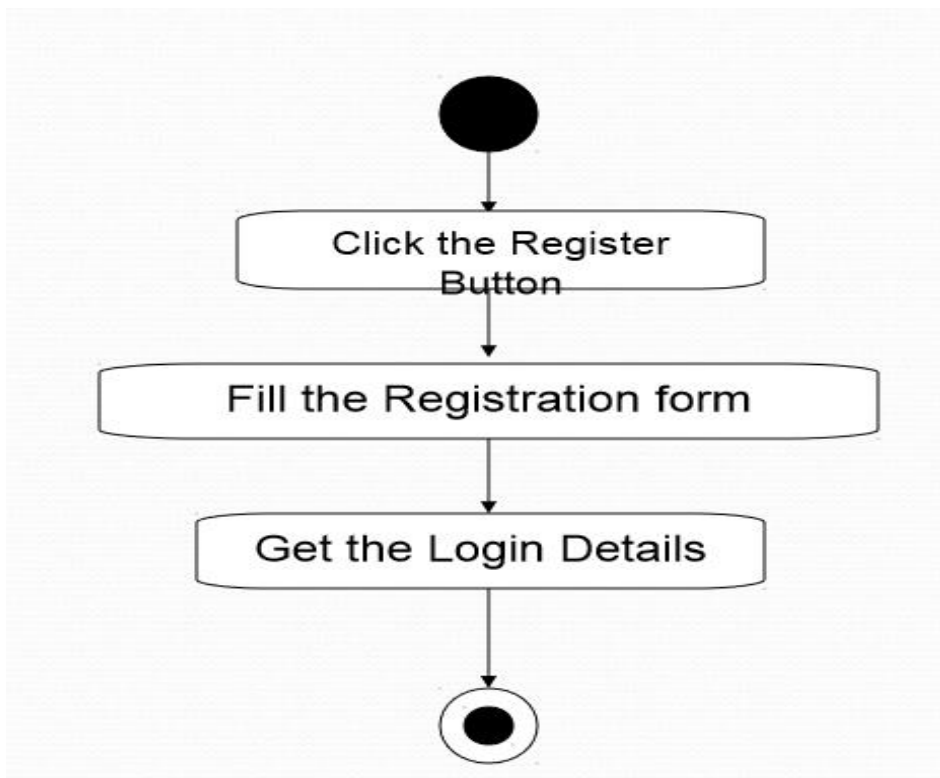 Click the Register
Button
Fill the Registration form
Get the Login Details